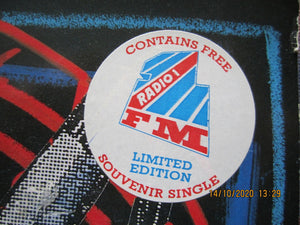 CONTAINS FREE
RADIO 1
FM
LIMITED
EDITION
SOUVENIR SINGLE
14/10/2020 13:29